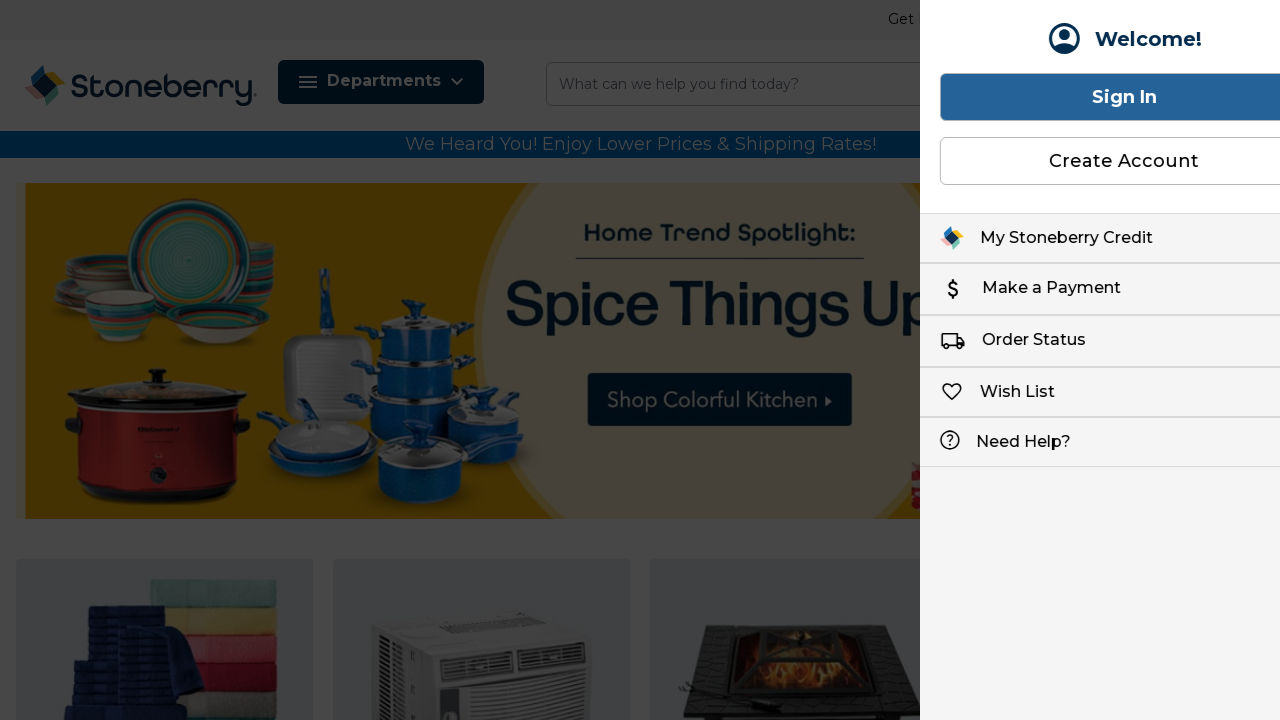 Get
Stoneberry
Departments
What can we help you find today?
We Heard You! Enjoy Lower Prices & Shipping Rates!
Home Trend Spotlight:
Spice Things Up
Shop Colorful Kitchen
Welcome!
Sign In
Create Account
My Stoneberry Credit
Make a Payment
Order Status
Wish List
Need Help?